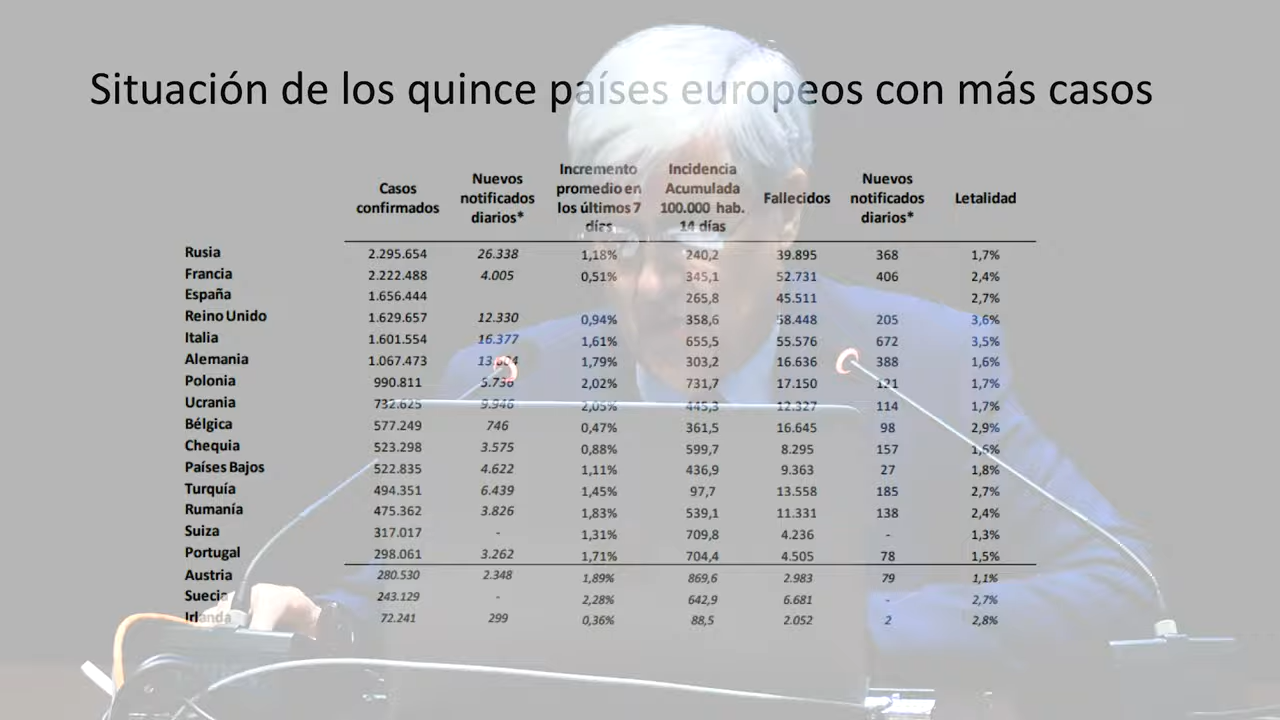 Situación de los quince países europeos con más casos
Casos confirmados Nuevos notificados diarios* Incremento promedio en los últimos 7 días Incidencia Acumulada 100.000 hab. 14 días Fallecidos Nuevos notificados diarios* Letalidad
Rusia 2.295.654 26.338 1,18% 240,2 39.895 368 1,7%
Francia 2.222.488 4.005 0,51% 345,1 52.731 406 2,4%
España 1.656.444 265,8 45.511 2,7%
Reino Unido 1.629.657 12.330 0,94% 358,6 58.448 205 3,6%
Italia 1.601.554 16.377 1,61% 655,5 55.576 672 3,5%
Alemania 1.067.473 1,79% 303,2 16.636 388 1,6%
Polonia 990.811 2,02% 731,7 17.150 121 1,7%
Ucrania 732.625 9.946 2,05% 445,3 12.327 114 1,7%
Bélgica 577.249 746 0,47% 361,5 16.645 98 2,9%
Chequia 523.298 3.575 0,88% 599,7 8.295 157 1,6%
Países Bajos 522.835 4.622 1,11% 436,9 9.363 27 1,8%
Turquía 494.351 6.439 1,45% 97,7 13.558 185 2,7%
Rumanía 475.362 3.826 1,83% 539,1 11.331 138 2,4%
Suiza 317.017 - 1,31% 709,8 4.236 - 1,3%
Portugal 298.061 3.262 1,71% 704,4 4.505 78 1,5%
Austria 280.530 2.348 1,89% 869,6 2.983 79 1,1%
Suecia 243.129 - 2,28% 642,9 6.681 - 2,7%
Irlanda 72.241 299 0,36% 88,5 2.052 2 2,8%